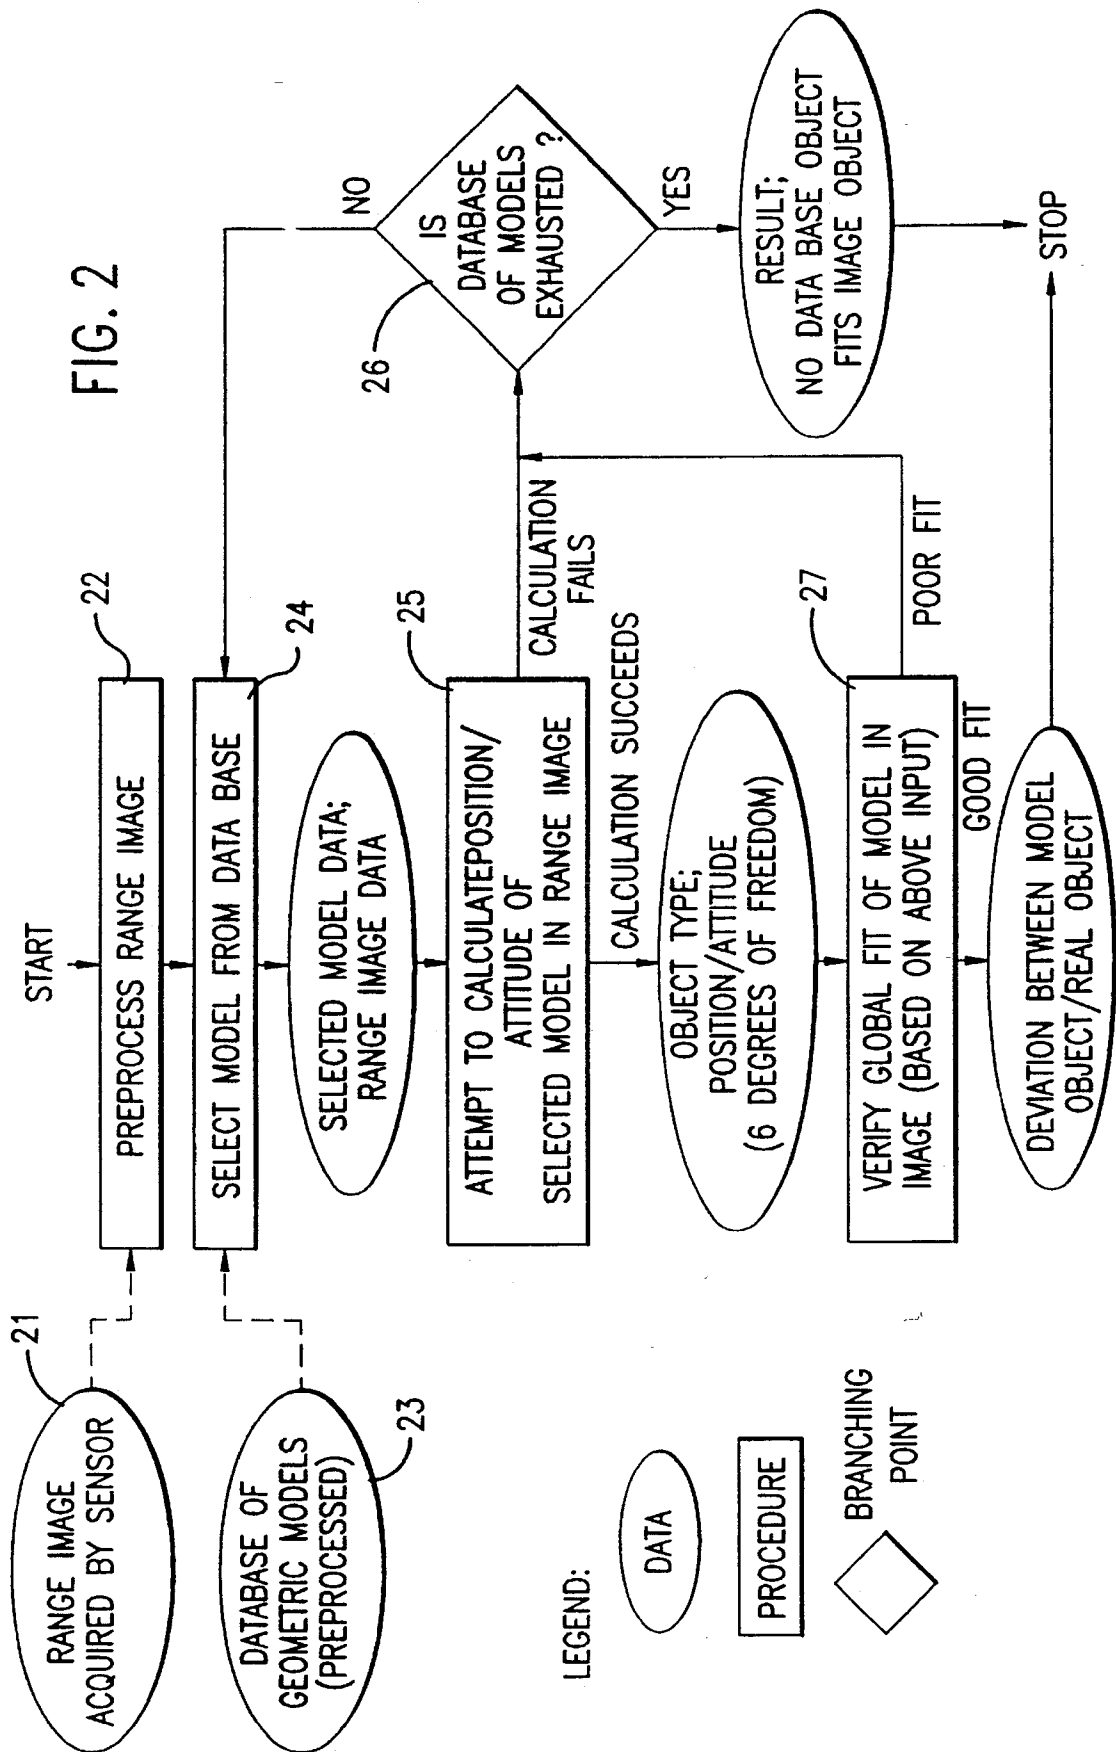 FIG. 2
START
RANGE IMAGE
ACQUIRED BY SENSOR
21
PREPROCESS RANGE IMAGE
22
DATABASE OF
GEOMETRIC MODELS
(PREPROCESSED)
23
SELECT MODEL FROM DATA BASE
24
SELECTED MODEL DATA;
RANGE IMAGE DATA
ATTEMPT TO CALCULATEPOSITION/
ATTITUDE OF
SELECTED MODEL IN RANGE IMAGE
25
CALCULATION
FAILS
CALCULATION SUCCEEDS
IS
DATABASE
OF MODELS
EXHAUSTED ?
26
NO
YES
RESULT;
NO DATA BASE OBJECT
FITS IMAGE OBJECT
OBJECT TYPE;
POSITION/ATTITUDE
(6 DEGREES OF FREEDOM)
VERIFY GLOBAL FIT OF MODEL IN
IMAGE (BASED ON ABOVE INPUT)
27
POOR FIT
GOOD FIT
DEVIATION BETWEEN MODEL
OBJECT/REAL OBJECT
STOP
LEGEND:
DATA
PROCEDURE
BRANCHING
POINT